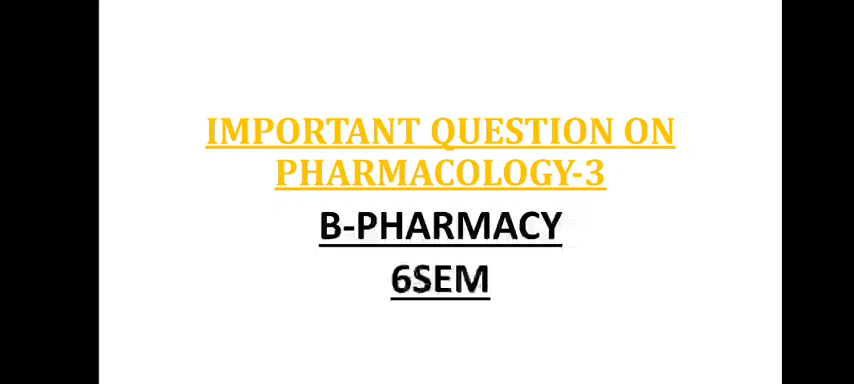 IMPORTANT QUESTION ON
PHARMACOLOGY-3
B-PHARMACY
6SEM